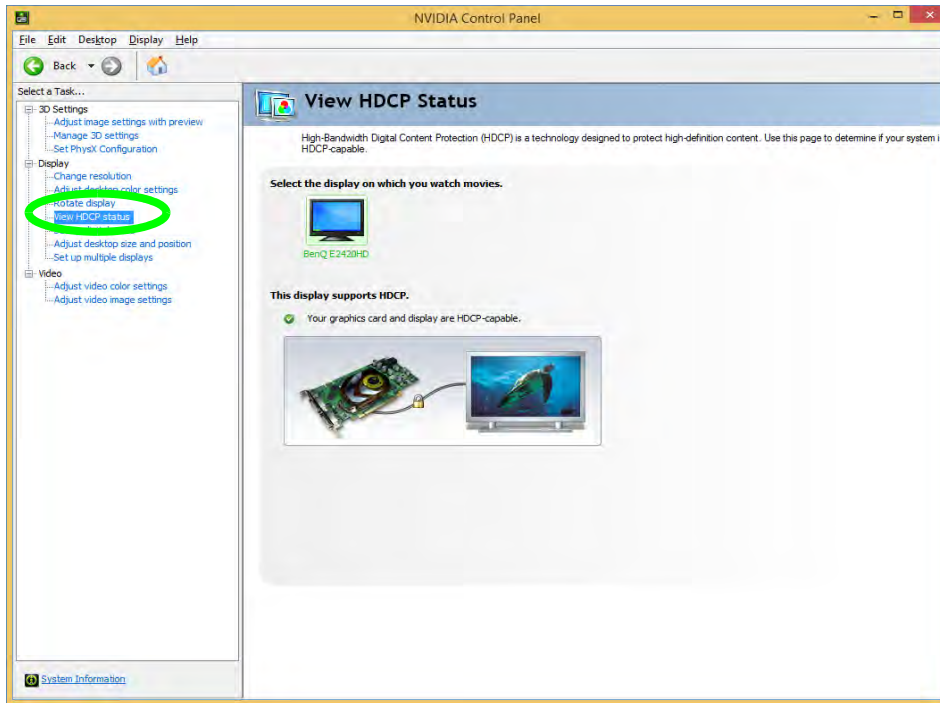 NVIDIA Control Panel
File Edit Desktop Display Help
Back
Select a Task...
3D Settings
Adjust image settings with preview
Manage 3D settings
Set PhysX Configuration
Display
Change resolution
Adjust desktop color settings
Rotate display
View HDCP status
Adjust desktop size and position
Set up multiple displays
Video
Adjust video color settings
Adjust video image settings
System Information
View HDCP Status
High-Bandwidth Digital Content Protection (HDCP) is a technology designed to protect high-definition content. Use this page to determine if your system i
HDCP-capable.
Select the display on which you watch movies.
BenQ E2420HD
This display supports HDCP.
Your graphics card and display are HDCP-capable.